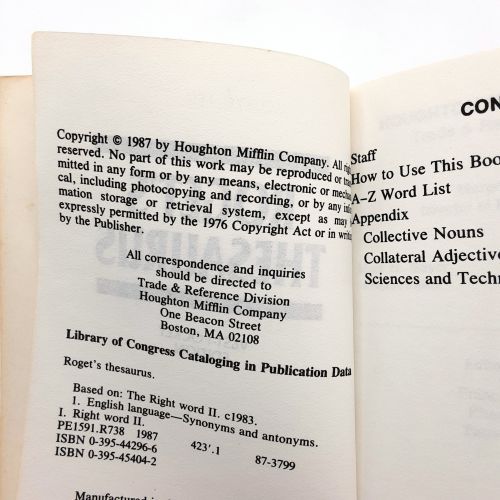 Copyright © 1987 by Houghton Mifflin Company. All
reserved. No part of this work may be reproduced or
mitted in any form or by any means, electronic or
cal, including photocopying and recording, or by any
mation storage or retrieval system, except as may
expressly permitted by the 1976 Copyright Act or in
by the Publisher.
All correspondence and inquiries
should be directed to
Trade & Reference Division
Houghton Mifflin Company
One Beacon Street
Boston, MA 02108
Library of Congress Cataloging in Publication Data
Roget's thesaurus.
Based on: The Right word II. c1983.
1. English language—Synonyms and antonyms.
I. Right word II.
PE1591.R738 1987 423'.1 87-3799
ISBN 0-395-44296-6
ISBN 0-395-45404-2
Manufactured
CON
Staff
How to Use This Boo
A–Z Word List
Appendix
Collective Nouns
Collateral Adjectiv
Sciences and Tech